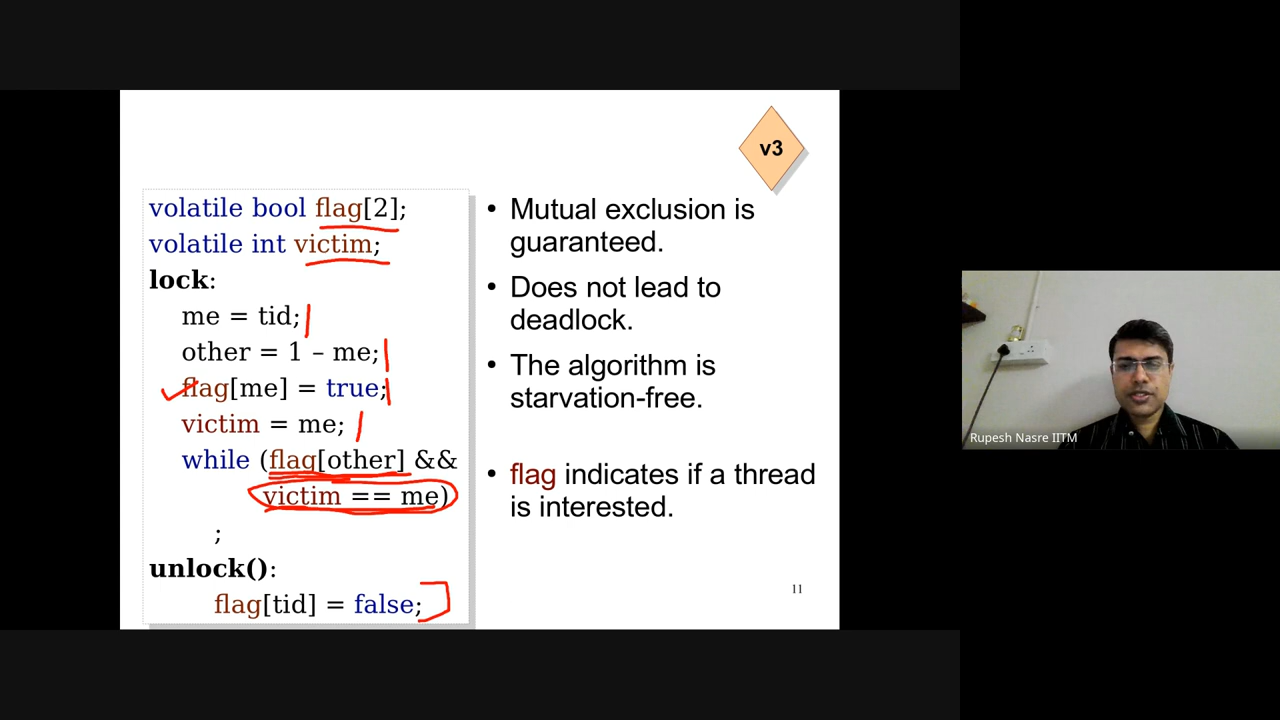 v3
volatile bool flag[2];
volatile int victim;
lock:
me = tid;
other = 1 – me;
flag[me] = true;
victim = me;
while (flag[other] &&
victim == me)
;
unlock():
flag[tid] = false;
• Mutual exclusion is
guaranteed.
• Does not lead to
deadlock.
• The algorithm is
starvation-free.
• flag indicates if a thread
is interested.
11
Rupesh Nasre IITM